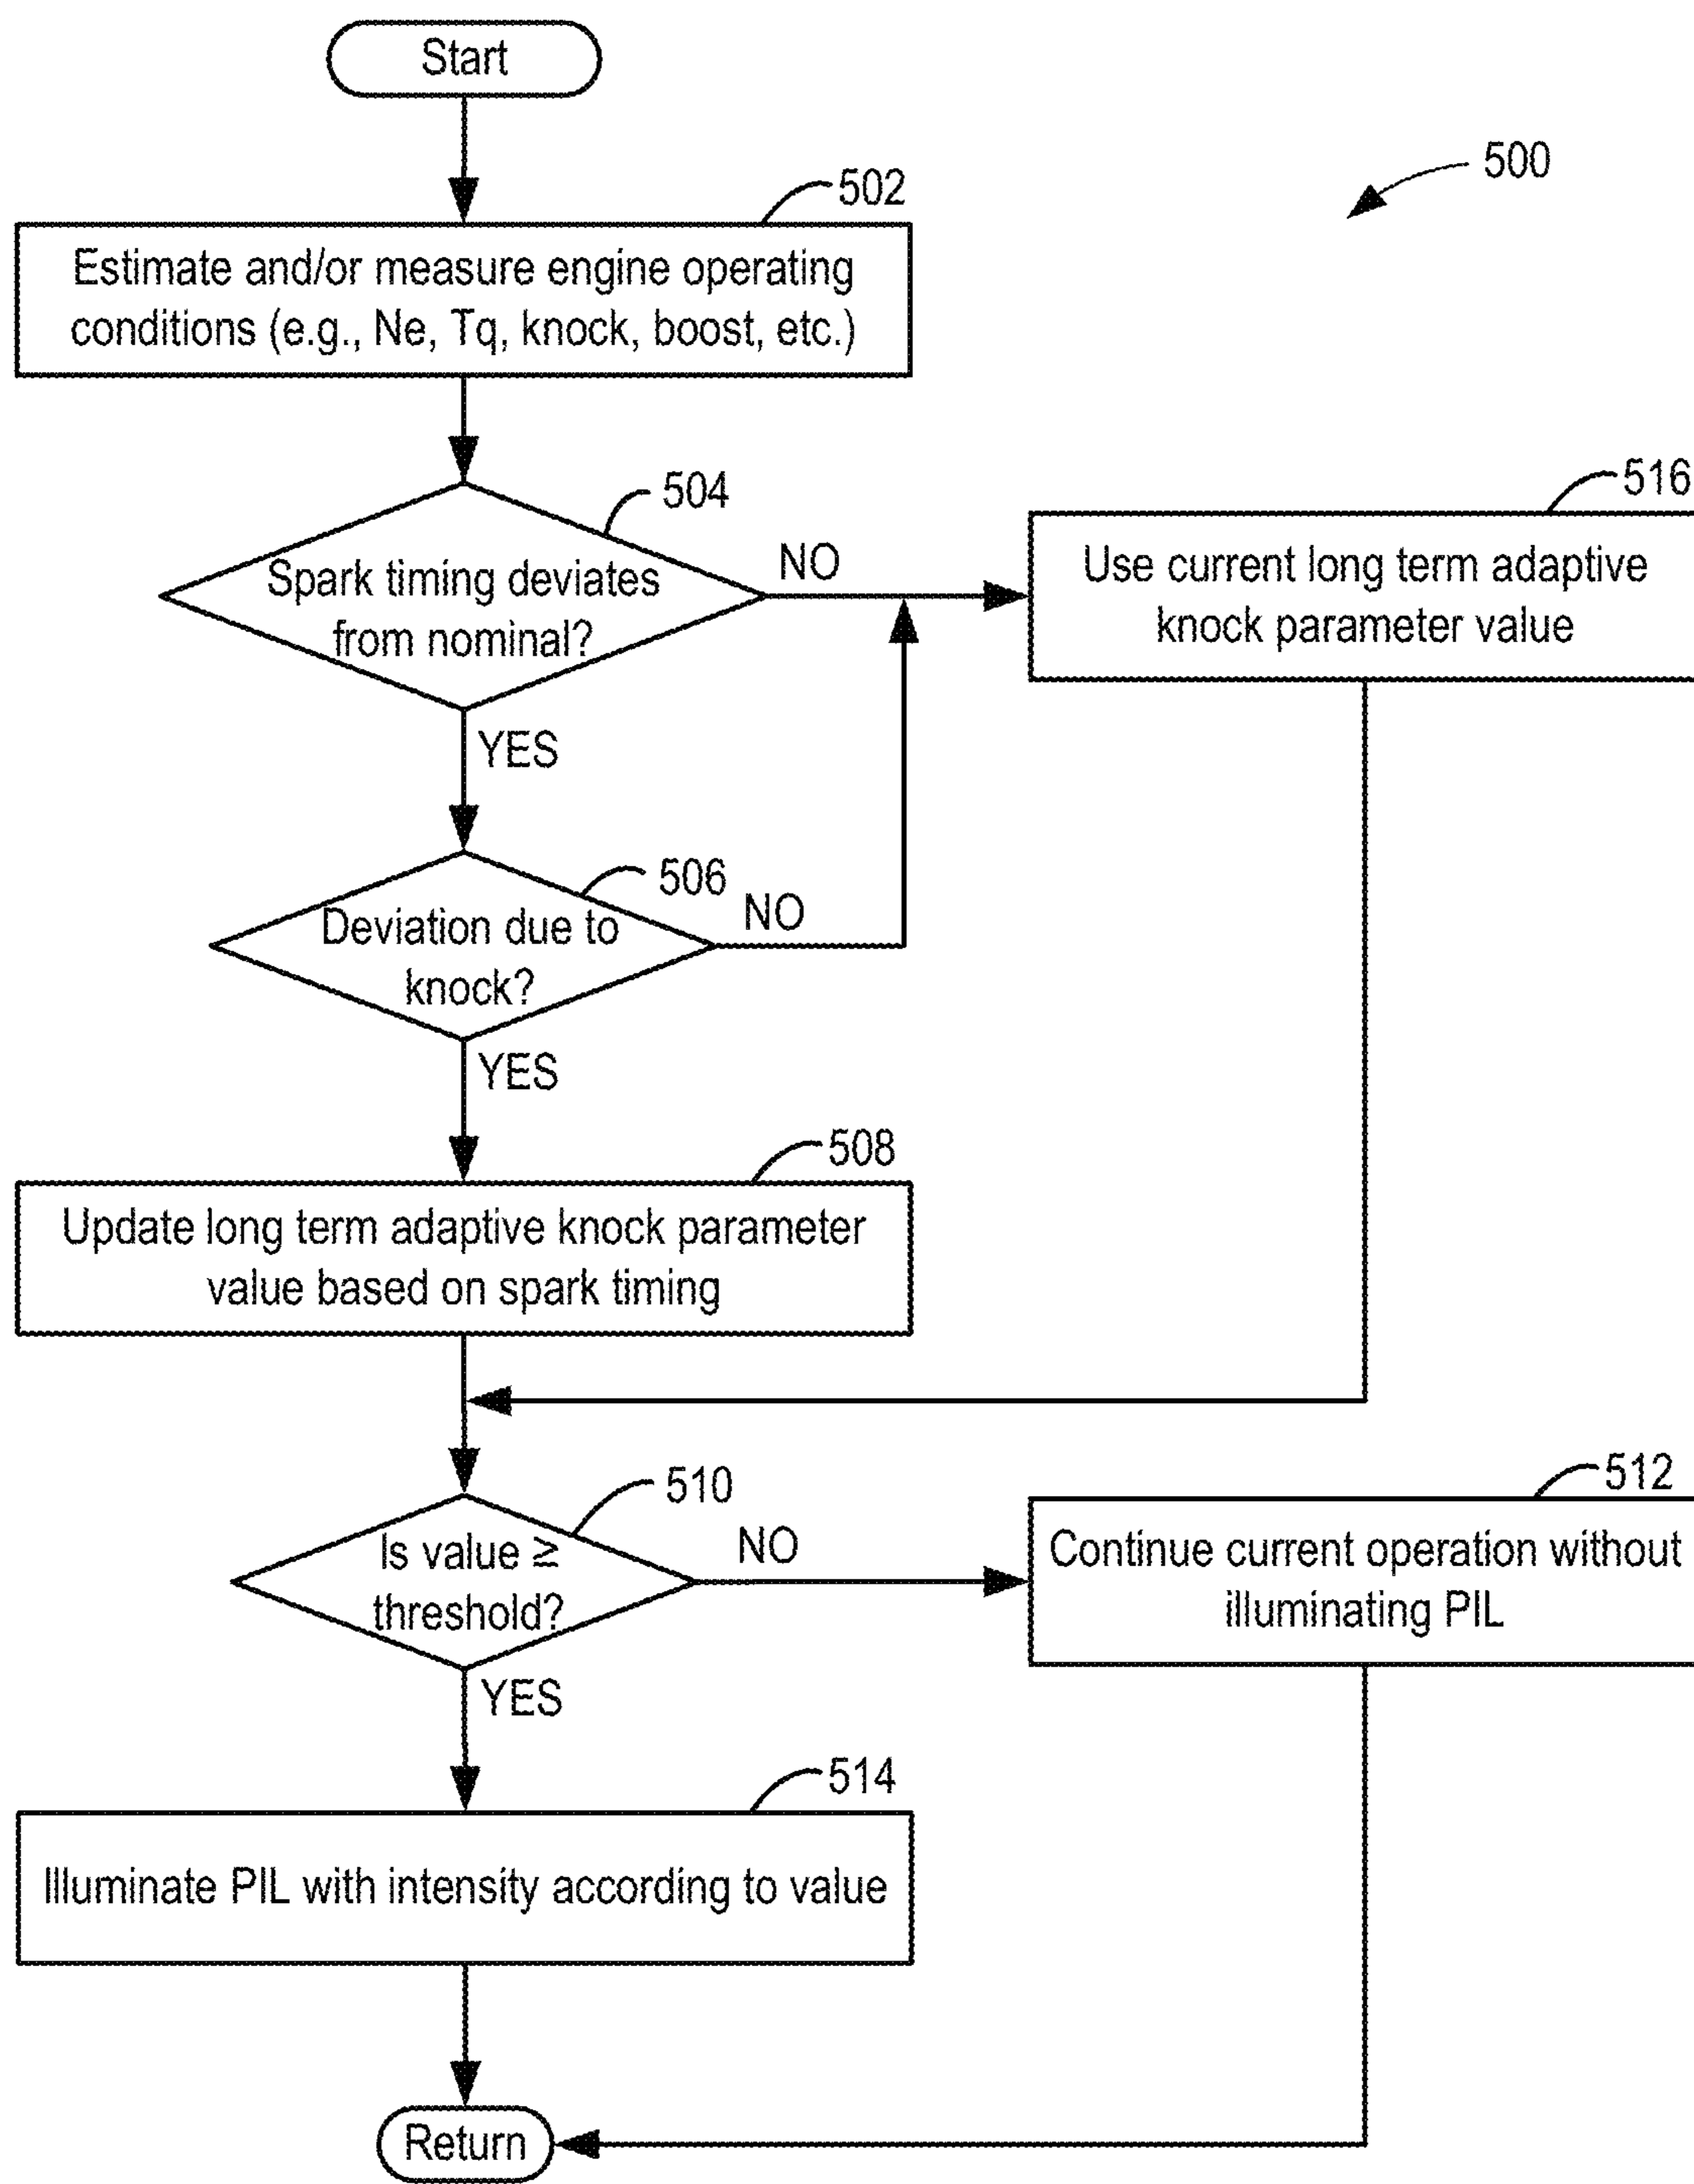 Start
500
502
Estimate and/or measure engine operating
conditions (e.g., Ne, Tq, knock, boost, etc.)
504
Spark timing deviates
from nominal?
NO
516
Use current long term adaptive
knock parameter value
YES
506
Deviation due to
knock?
NO
YES
508
Update long term adaptive knock parameter
value based on spark timing
510
Is value ≥
threshold?
NO
512
Continue current operation without
illuminating PIL
YES
514
Illuminate PIL with intensity according to value
Return